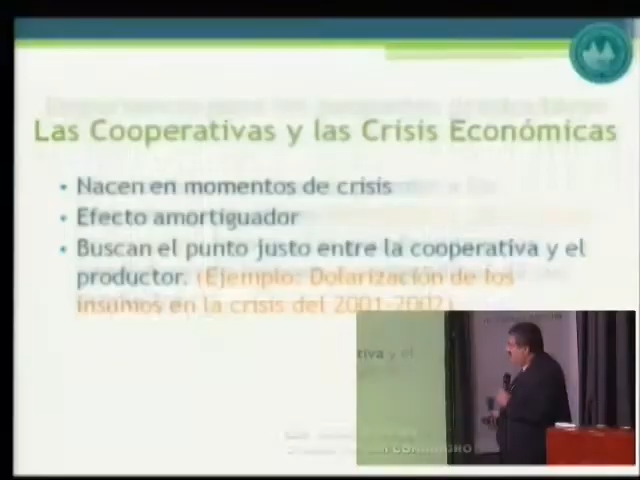 Las Cooperativas y las Crisis Económicas
• Nacen en momentos de crisis
• Efecto amortiguador
• Buscan el punto justo entre la cooperativa y el
productor. (Ejemplo: Dolarización de los
insumos en la crisis del 2001-2002)